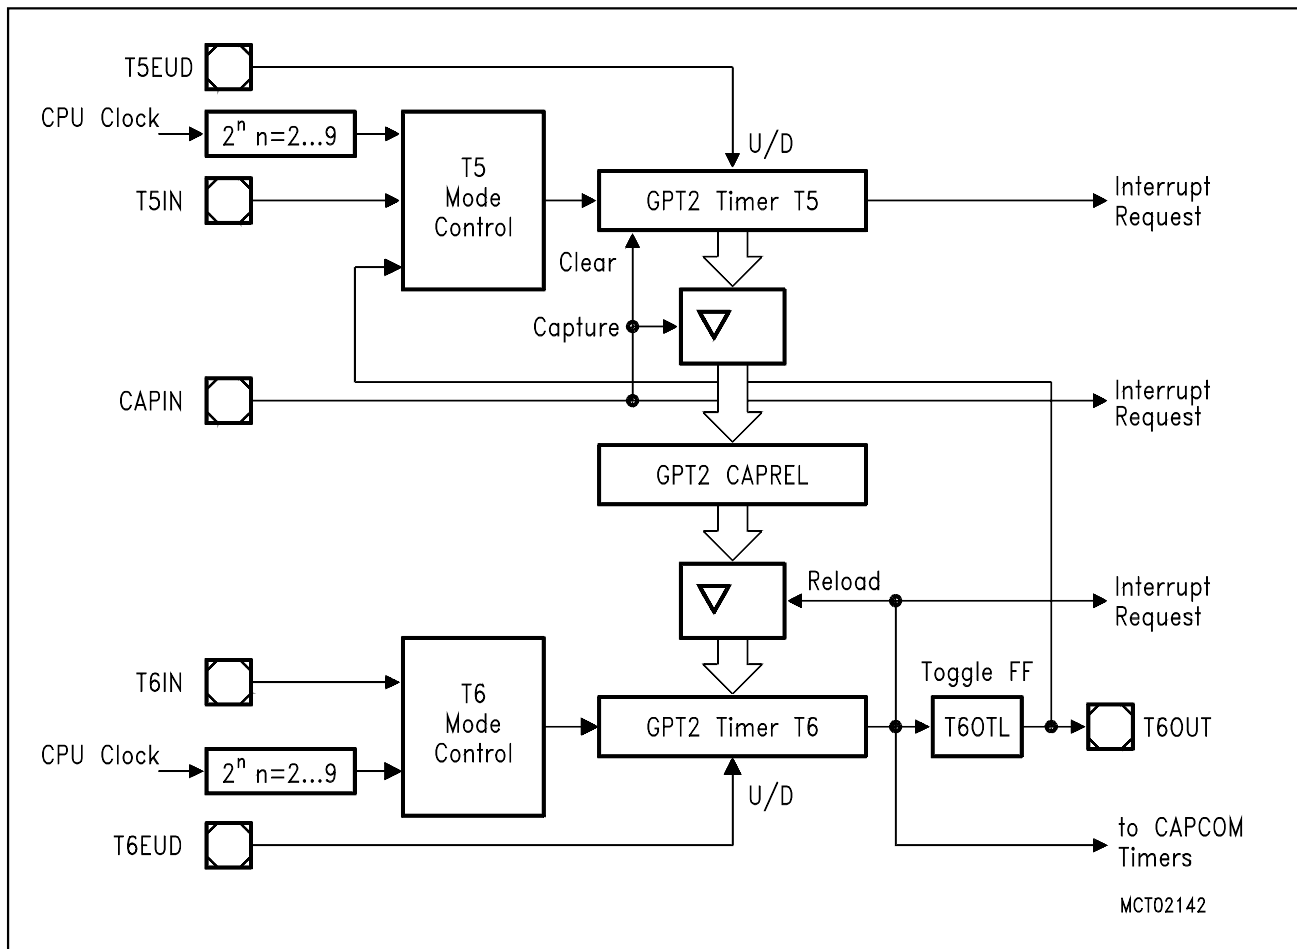 T5EUD
CPU Clock
2ⁿ n=2...9
U/D
T5
Mode
Control
T5IN
GPT2 Timer T5
Interrupt
Request
Clear
Capture
CAPIN
Interrupt
Request
GPT2 CAPREL
Reload
Interrupt
Request
T6IN
T6
Mode
Control
Toggle FF
GPT2 Timer T6
T6OTL
T6OUT
CPU Clock
2ⁿ n=2...9
U/D
T6EUD
to CAPCOM
Timers
MCT02142